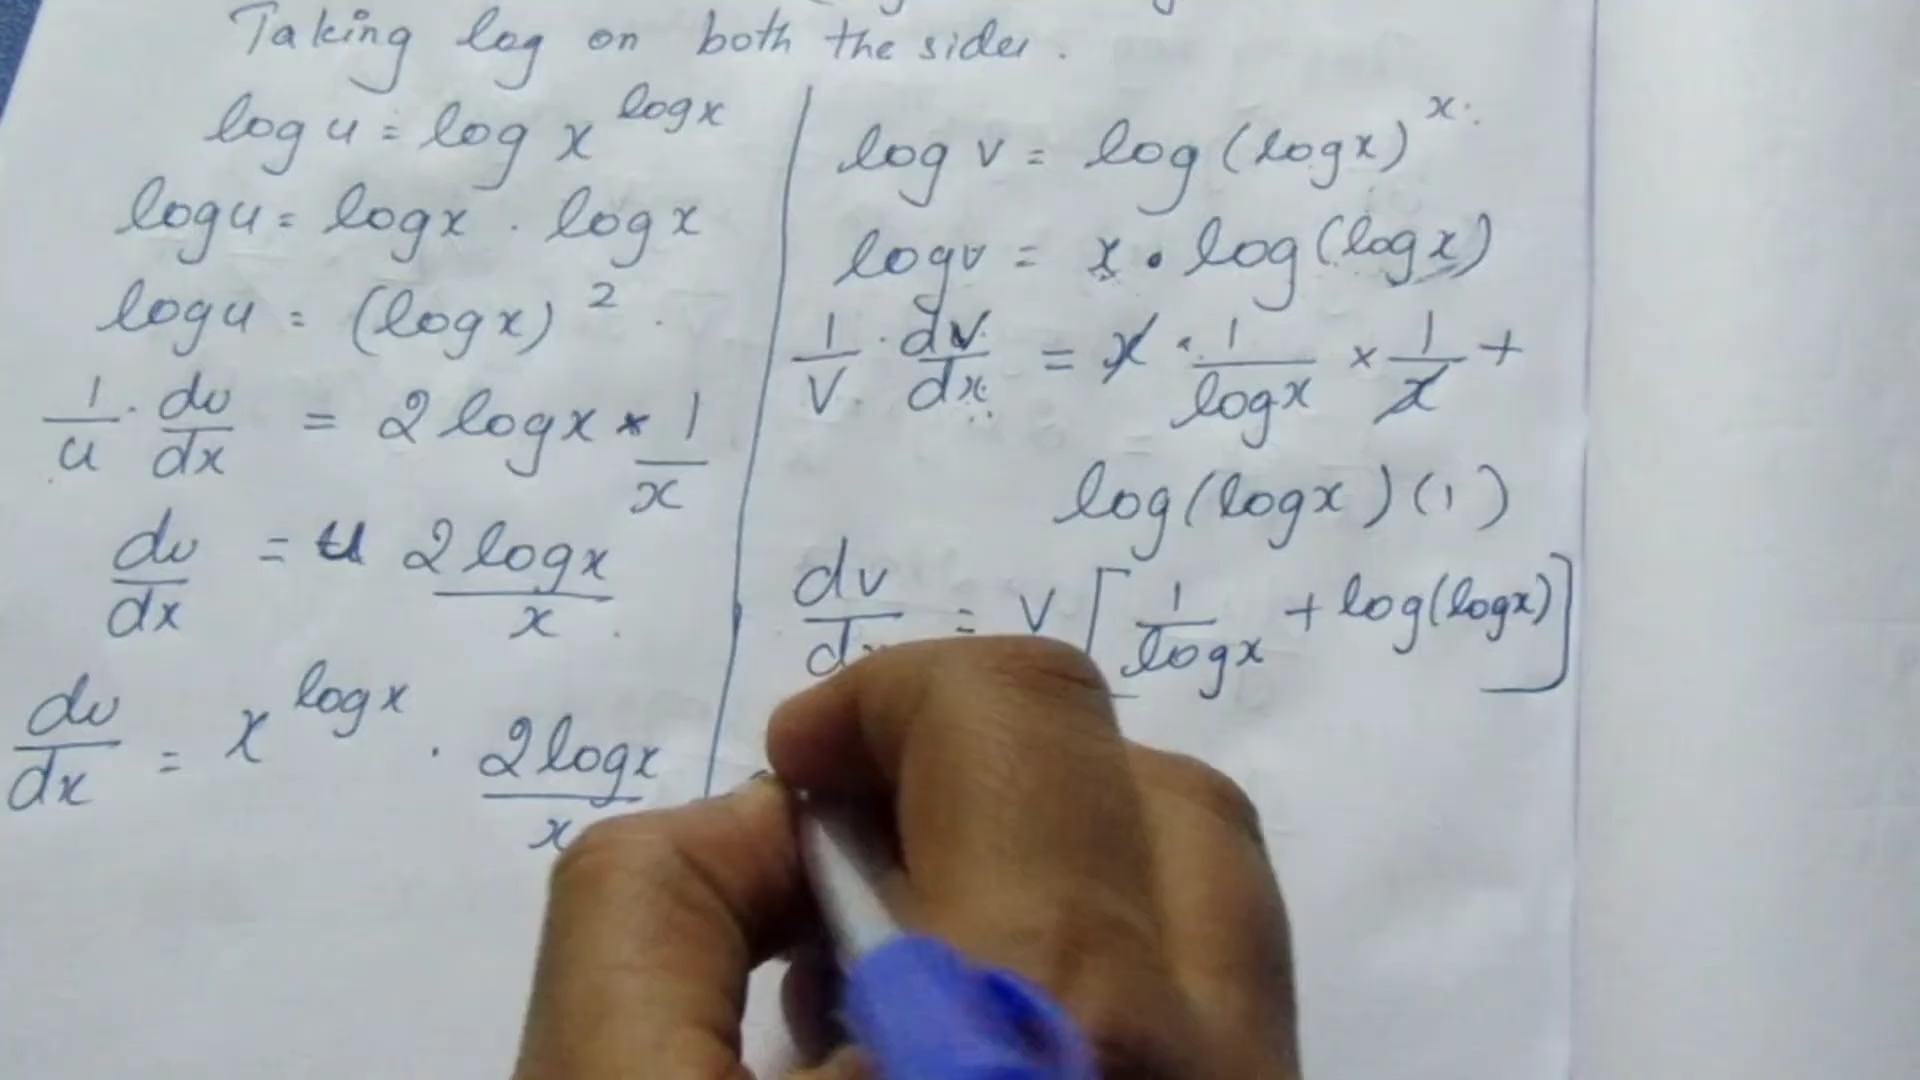 Taking log on both the sides.
log u = log x^logx
log u = log x . log x
log u = (log x)^2.
1/u . du/dx = 2 log x * 1/x
du/dx = u 2 log x/x.
du/dx = x^logx . 2 log x/x
log v = log (log x)^x.
log v = x • log (log x)
1/v . dv/dx = x . 1/log x × 1/x +
log (log x) (1)
dv/dx = v [1/log x + log (log x)]